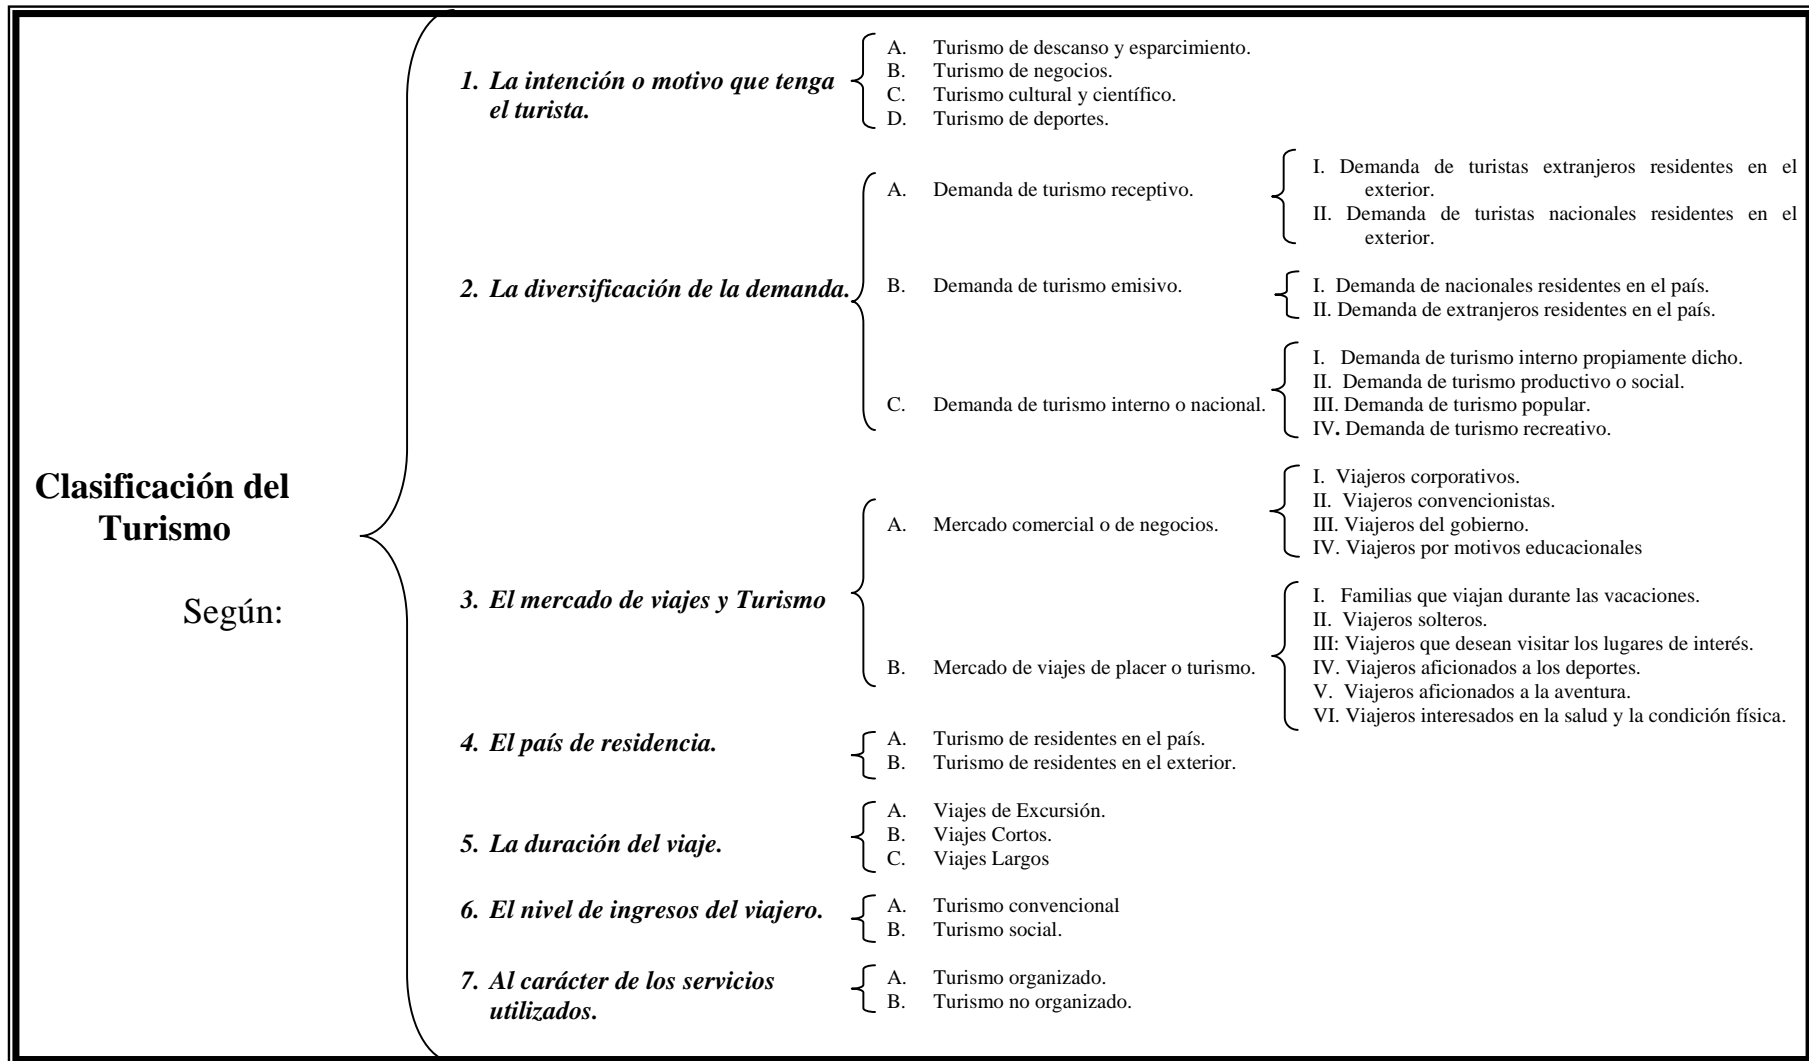 Clasificación del
Turismo
Según:
1. La intención o motivo que tenga
el turista.
A. Turismo de descanso y esparcimiento.
B. Turismo de negocios.
C. Turismo cultural y científico.
D. Turismo de deportes.
2. La diversificación de la demanda.
A. Demanda de turismo receptivo.
I. Demanda de turistas extranjeros residentes en el
exterior.
II. Demanda de turistas nacionales residentes en el
exterior.
B. Demanda de turismo emisivo.
I. Demanda de nacionales residentes en el país.
II. Demanda de extranjeros residentes en el país.
C. Demanda de turismo interno o nacional.
I. Demanda de turismo interno propiamente dicho.
II. Demanda de turismo productivo o social.
III. Demanda de turismo popular.
IV. Demanda de turismo recreativo.
3. El mercado de viajes y Turismo
A. Mercado comercial o de negocios.
I. Viajeros corporativos.
II. Viajeros convencionistas.
III. Viajeros del gobierno.
IV. Viajeros por motivos educacionales
B. Mercado de viajes de placer o turismo.
I. Familias que viajan durante las vacaciones.
II. Viajeros solteros.
III: Viajeros que desean visitar los lugares de interés.
IV. Viajeros aficionados a los deportes.
V. Viajeros aficionados a la aventura.
VI. Viajeros interesados en la salud y la condición física.
4. El país de residencia.
A. Turismo de residentes en el país.
B. Turismo de residentes en el exterior.
5. La duración del viaje.
A. Viajes de Excursión.
B. Viajes Cortos.
C. Viajes Largos
6. El nivel de ingresos del viajero.
A. Turismo convencional
B. Turismo social.
7. Al carácter de los servicios
utilizados.
A. Turismo organizado.
B. Turismo no organizado.